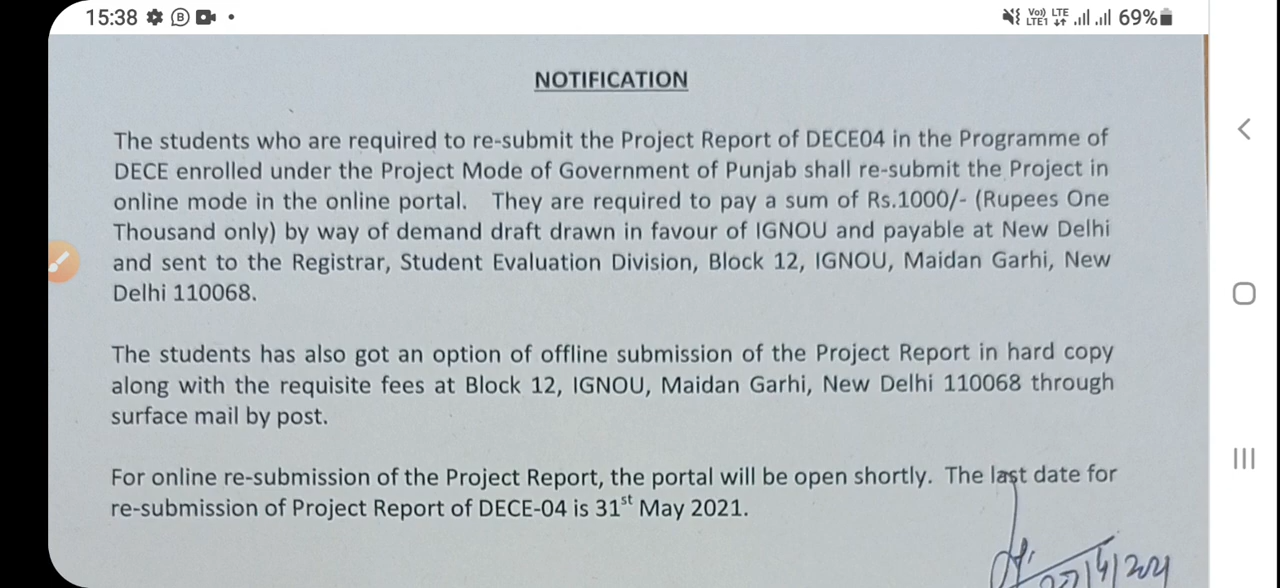 15:38
Vo)) LTE
LTE1
69%
NOTIFICATION
The students who are required to re-submit the Project Report of DECE04 in the Programme of
DECE enrolled under the Project Mode of Government of Punjab shall re-submit the Project in
online mode in the online portal. They are required to pay a sum of Rs.1000/- (Rupees One
Thousand only) by way of demand draft drawn in favour of IGNOU and payable at New Delhi
and sent to the Registrar, Student Evaluation Division, Block 12, IGNOU, Maidan Garhi, New
Delhi 110068.
The students has also got an option of offline submission of the Project Report in hard copy
along with the requisite fees at Block 12, IGNOU, Maidan Garhi, New Delhi 110068 through
surface mail by post.
For online re-submission of the Project Report, the portal will be open shortly. The last date for
re-submission of Project Report of DECE-04 is 31st May 2021.